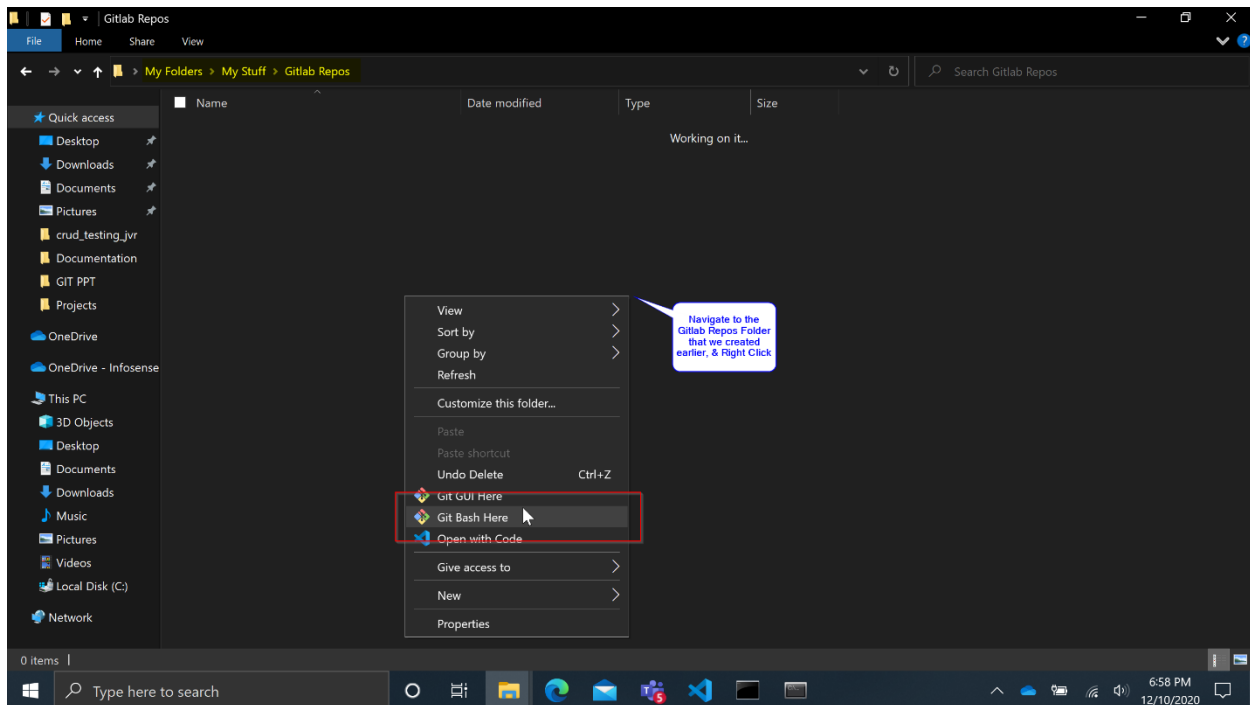 Gitlab Repos
File Home Share View
My Folders > My Stuff > Gitlab Repos
Search Gitlab Repos
Name Date modified Type Size
Working on it...
Quick access
Desktop
Downloads
Documents
Pictures
crud_testing_jvr
Documentation
GIT PPT
Projects
OneDrive
OneDrive - Infosense
This PC
3D Objects
Desktop
Documents
Downloads
Music
Pictures
Videos
Local Disk (C:)
Network
View
Sort by
Group by
Refresh
Customize this folder...
Paste
Paste shortcut
Undo Delete Ctrl+Z
Git GUI Here
Git Bash Here
Open with Code
Give access to
New
Properties
Navigate to the
Gitlab Repos Folder
that we created
earlier, & Right Click
0 items
Type here to search
5
6:58 PM
12/10/2020